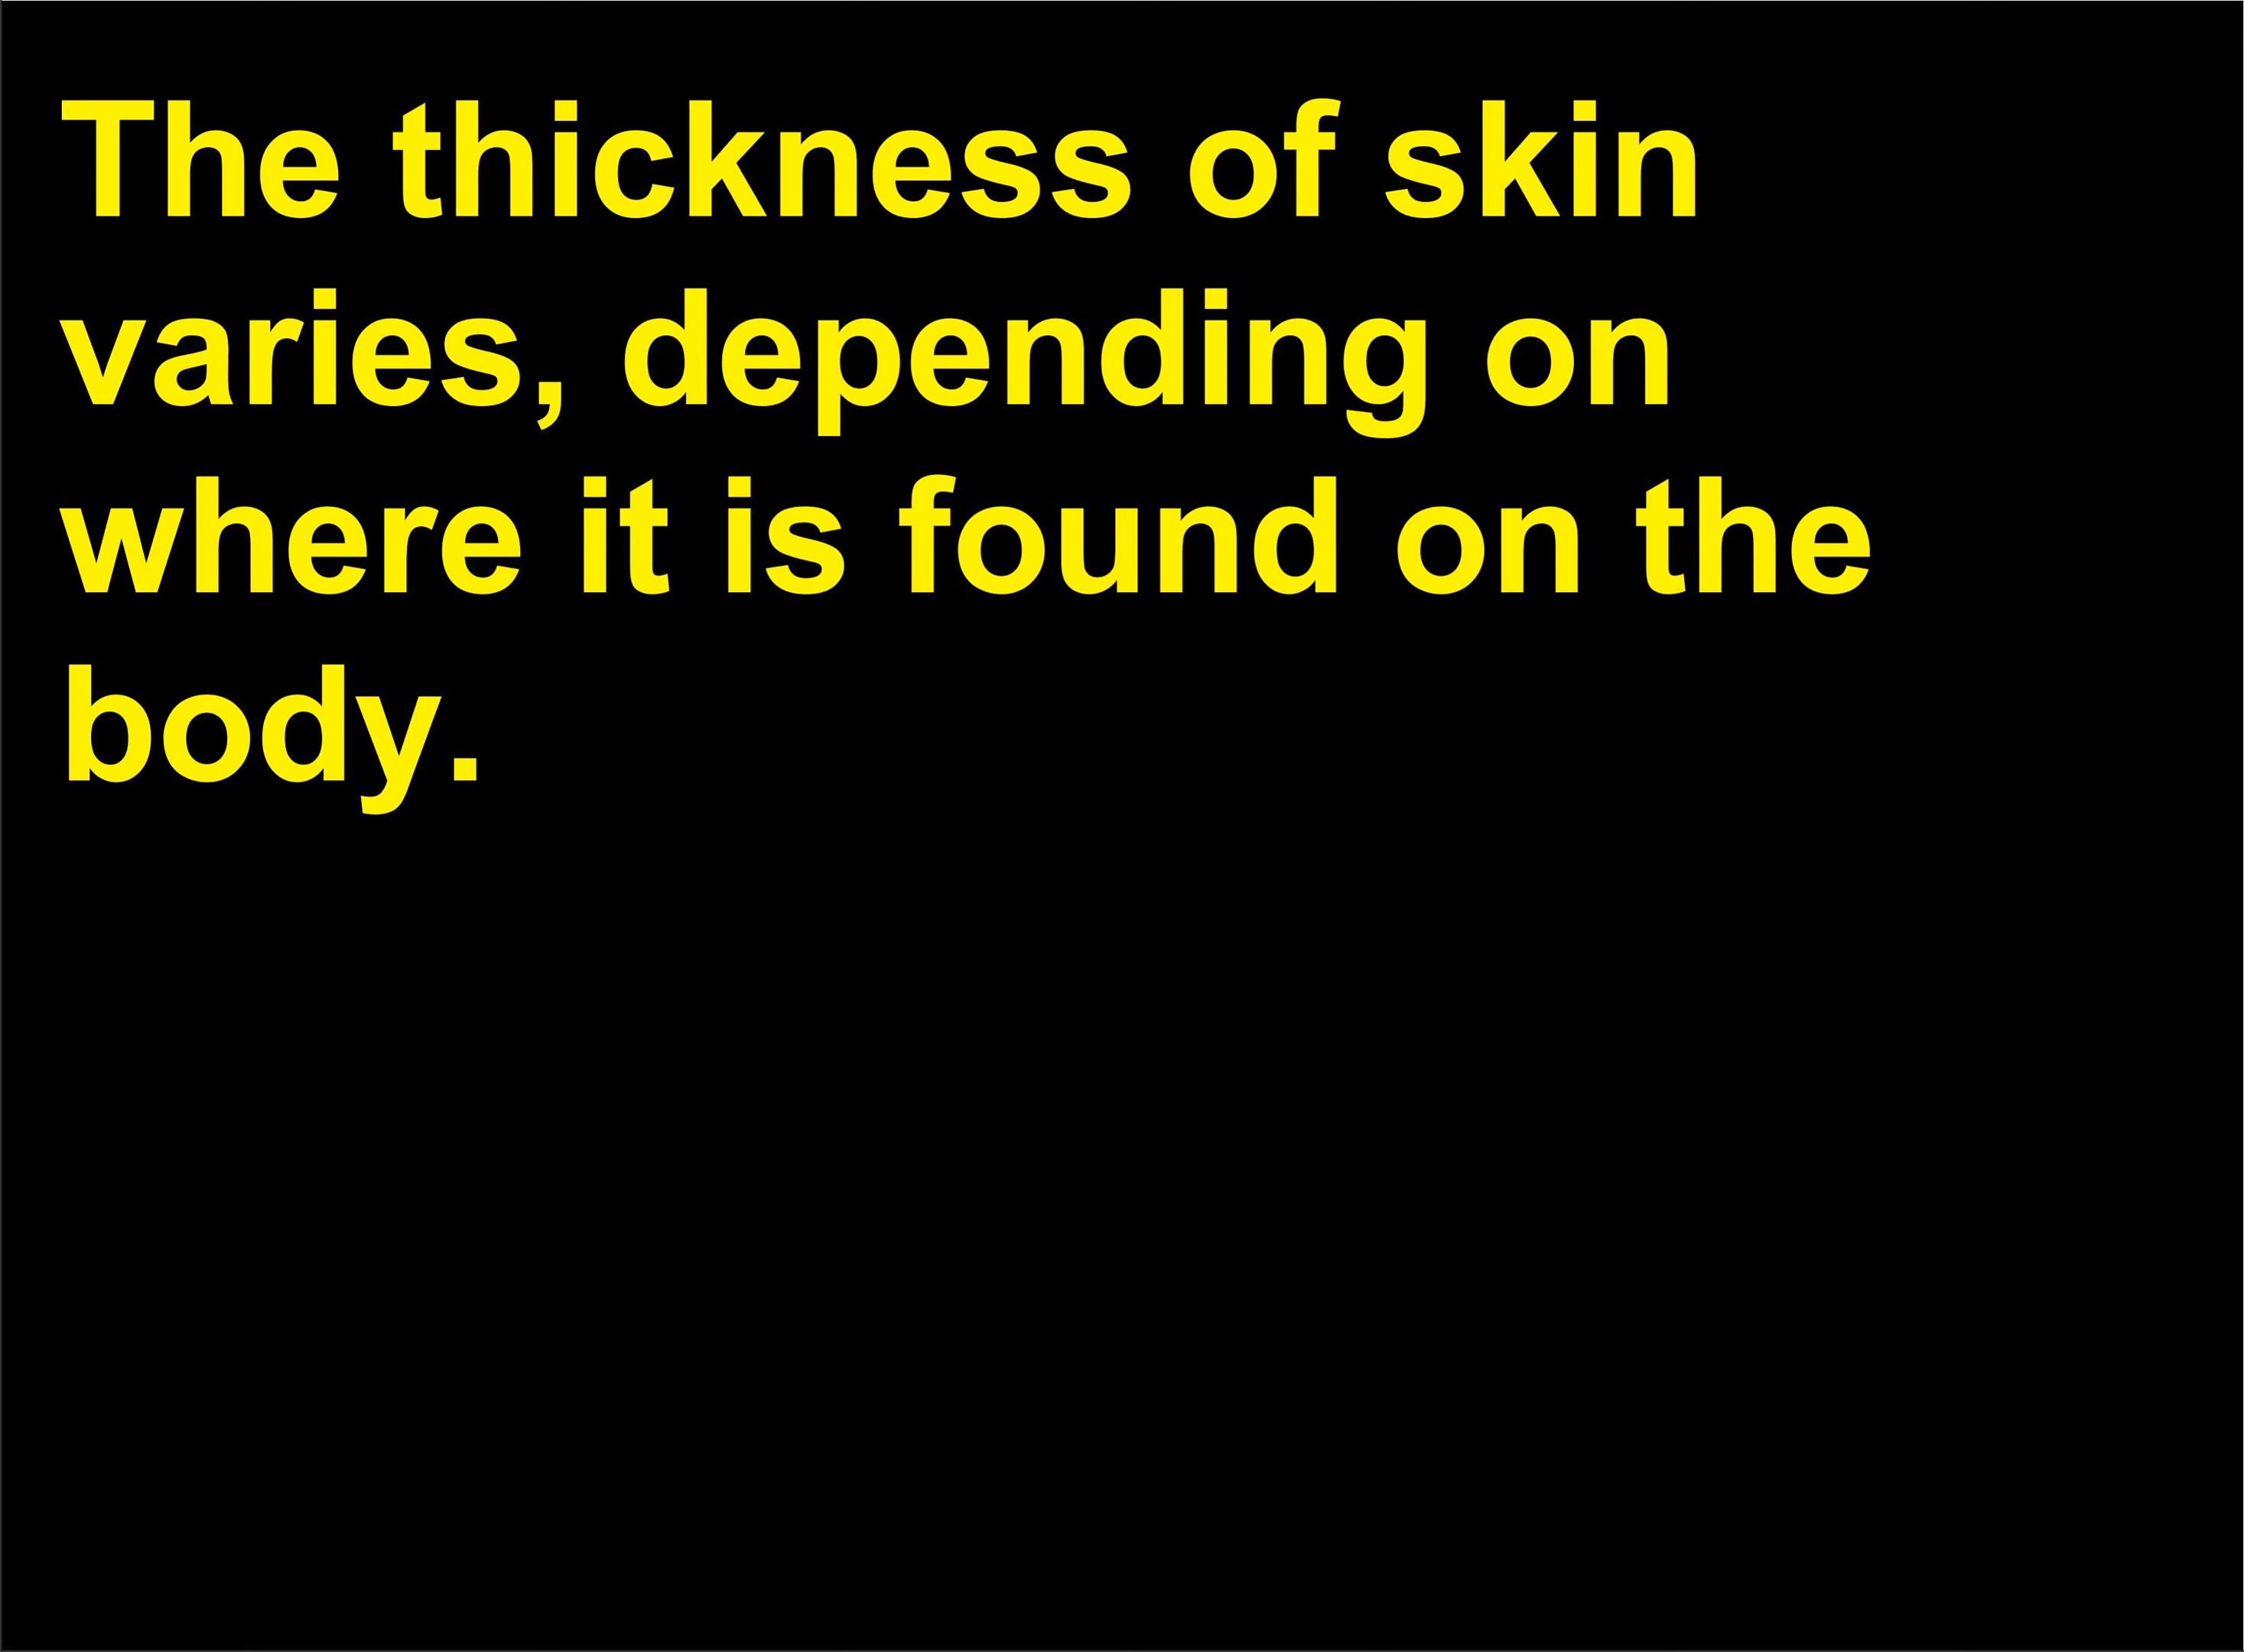 The thickness of skin
varies, depending on
where it is found on the
body.